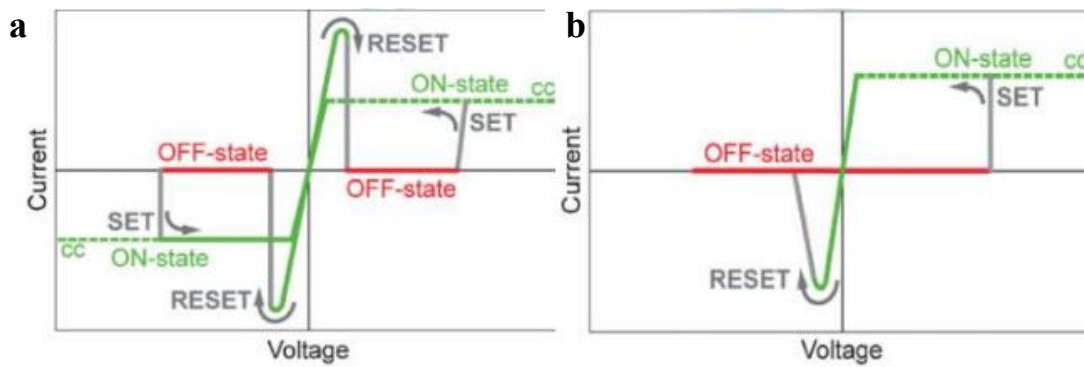 a
RESET
ON-state cc
SET
OFF-state
OFF-state
SET
cc
ON-state
RESET
Current
Voltage
b
ON-state
cc
SET
OFF-state
RESET
Current
Voltage